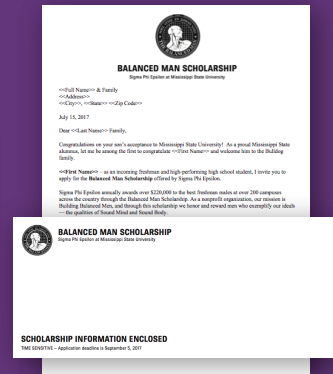 BALANCED MAN SCHOLARSHIP
Sigma Phi Epsilon at Mississippi State University
<<Full Name>> & Family
<<Address>>
<<City>>, <<State>> <<Zip Code>>
July 15, 2017
Dear <<Last Name>> Family,
Congratulations on your son's acceptance to Mississippi State University! As a proud Mississippi State
alumnus, let me be among the first to congratulate <<First Name>> and welcome him to the Bulldog
family.
<<First Name>> – as an incoming freshman and high-performing high school student, I invite you to
apply for the Balanced Man Scholarship offered by Sigma Phi Epsilon.
Sigma Phi Epsilon annually awards over $220,000 to the best freshman males at over 200 campuses
across the country through the Balanced Man Scholarship. As a nonprofit organization, our mission is
Building Balanced Men, and through this scholarship we honor and reward men who exemplify our ideals
— the qualities of Sound Mind and Sound Body.
BALANCED MAN SCHOLARSHIP
Sigma Phi Epsilon at Mississippi State University
SCHOLARSHIP INFORMATION ENCLOSED
TIME SENSITIVE – Application deadline is September 5, 2017